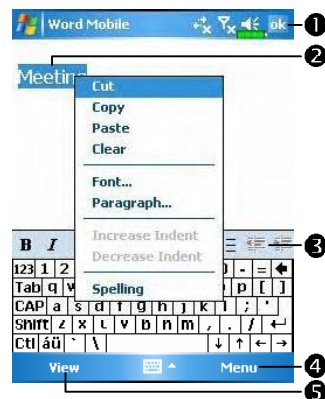 Word Mobile ok
1
2
Meeting
Cut
Copy
Paste
Clear
Font...
Paragraph...
Increase Indent
Decrease Indent
Spelling
B I
3
123 1 2 - =
Tab q w p [ ]
CAP a s d f g h j k l ; '
Shift z x c v b n m , . / ↵
Ctl áü ` \ ↓ ↑ ← →
View Menu
4
5